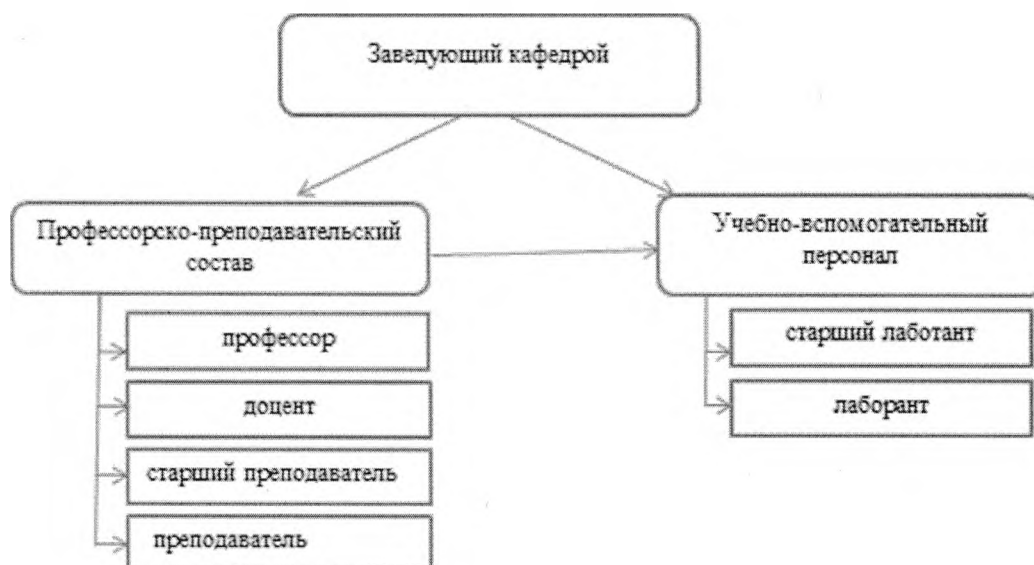 Заведующий кафедрой
Профессорско-преподавательский
состав
Учебно-вспомогательный
персонал
профессор
доцент
старший преподаватель
преподаватель
старший лаботант
лаборант